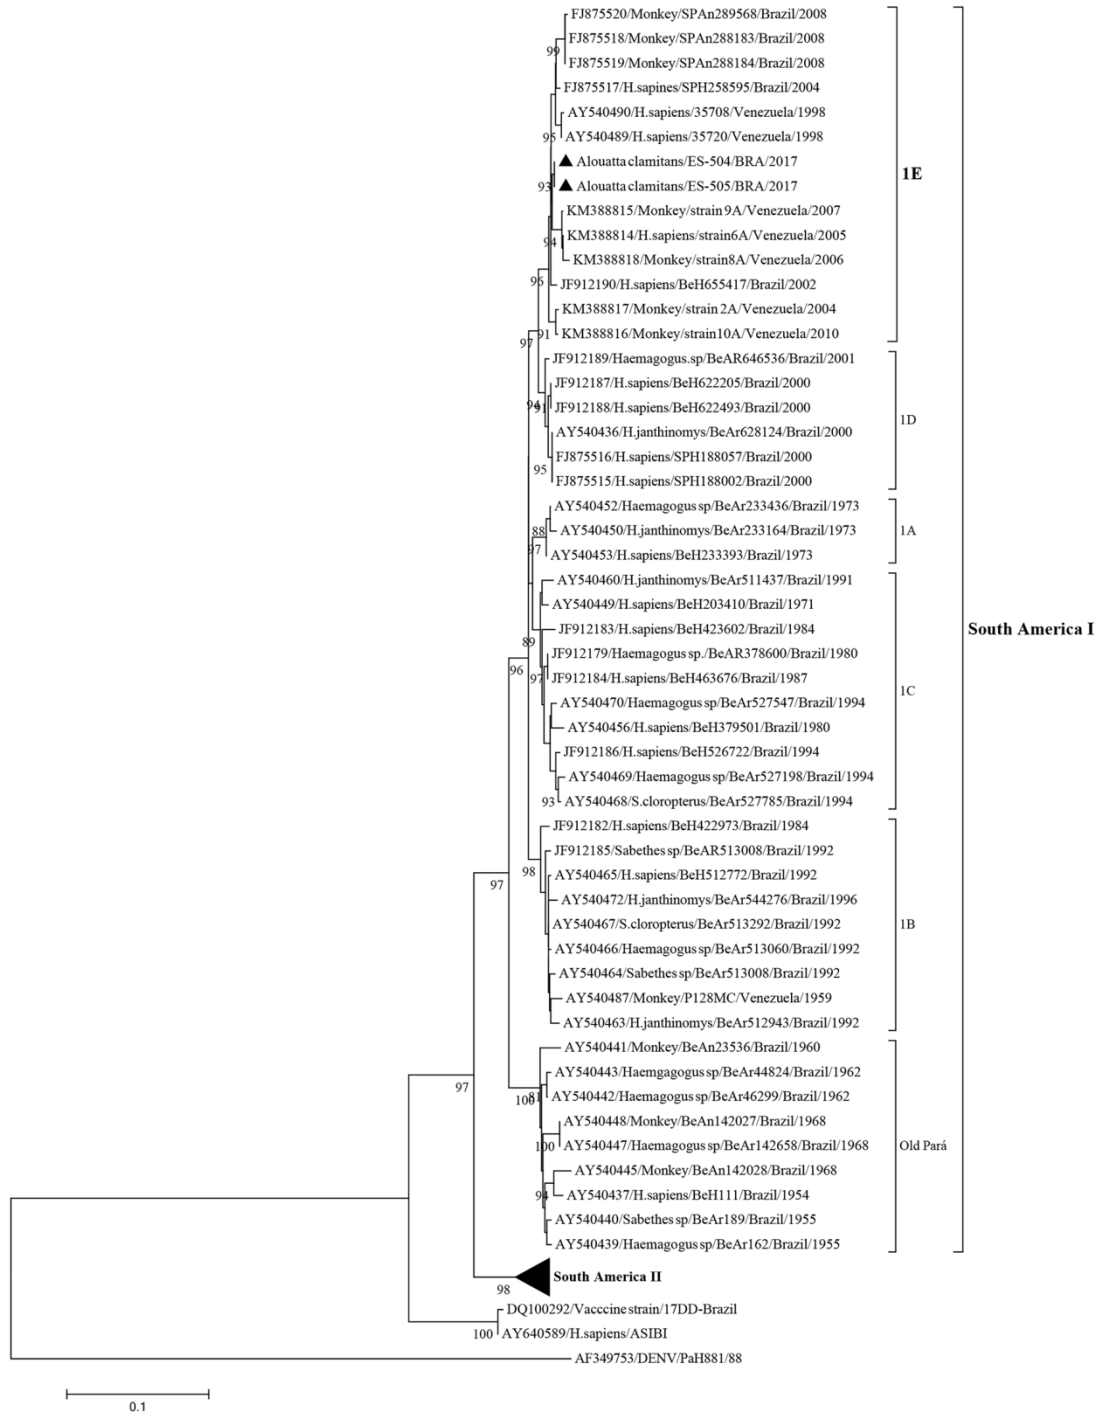 FJ875520/Monkey/SPAn289568/Brazil/2008
FJ875518/Monkey/SPAn288183/Brazil/2008
99
FJ875519/Monkey/SPAn288184/Brazil/2008
FJ875517/H.sapines/SPH258595/Brazil/2004
AY540490/H.sapiens/35708/Venezuela/1998
95
AY540489/H.sapiens/35720/Venezuela/1998
Alouatta clamitans/ES-504/BRA/2017
1E
93
Alouatta clamitans/ES-505/BRA/2017
KM388815/Monkey/strain 9A/Venezuela/2007
KM388814/H.sapiens/strain6A/Venezuela/2005
94
KM388818/Monkey/strain8A/Venezuela/2006
96
JF912190/H.sapiens/BeH655417/Brazil/2002
KM388817/Monkey/strain 2A/Venezuela/2004
91
KM388816/Monkey/strain10A/Venezuela/2010
97
JF912189/Haemagogus.sp/BeAR646536/Brazil/2001
JF912187/H.sapiens/BeH622205/Brazil/2000
94
91
JF912188/H.sapiens/BeH622493/Brazil/2000
1D
AY540436/H.janthinomys/BeAr628124/Brazil/2000
FJ875516/H.sapiens/SPH188057/Brazil/2000
95
FJ875515/H.sapiens/SPH188002/Brazil/2000
AY540452/Haemagogus sp/BeAr233436/Brazil/1973
88
AY540450/H.janthinomys/BeAr233164/Brazil/1973
1A
97
AY540453/H.sapiens/BeH233393/Brazil/1973
AY540460/H.janthinomys/BeAr511437/Brazil/1991
AY540449/H.sapiens/BeH203410/Brazil/1971
JF912183/H.sapiens/BeH423602/Brazil/1984
South America I
89
JF912179/Haemagogus sp./BeAR378600/Brazil/1980
96
97
JF912184/H.sapiens/BeH463676/Brazil/1987
1C
AY540470/Haemagogus sp/BeAr527547/Brazil/1994
AY540456/H.sapiens/BeH379501/Brazil/1980
JF912186/H.sapiens/BeH526722/Brazil/1994
AY540469/Haemagogus sp/BeAr527198/Brazil/1994
93
AY540468/S.cloropterus/BeAr527785/Brazil/1994
JF912182/H.sapiens/BeH422973/Brazil/1984
JF912185/Sabethes sp/BeAR513008/Brazil/1992
98
AY540465/H.sapiens/BeH512772/Brazil/1992
97
AY540472/H.janthinomys/BeAr544276/Brazil/1996
AY540467/S.cloropterus/BeAr513292/Brazil/1992
1B
AY540466/Haemagogus sp/BeAr513060/Brazil/1992
AY540464/Sabethes sp/BeAr513008/Brazil/1992
AY540487/Monkey/P128MC/Venezuela/1959
AY540463/H.janthinomys/BeAr512943/Brazil/1992
AY540441/Monkey/BeAn23536/Brazil/1960
AY540443/Haemgagogus sp/BeAr44824/Brazil/1962
97
100
81
AY540442/Haemagogus sp/BeAr46299/Brazil/1962
AY540448/Monkey/BeAn142027/Brazil/1968
100
AY540447/Haemagogus sp/BeAr142658/Brazil/1968
Old Pará
AY540445/Monkey/BeAn142028/Brazil/1968
94
AY540437/H.sapiens/BeH111/Brazil/1954
AY540440/Sabethes sp/BeAr189/Brazil/1955
AY540439/Haemagogus sp/BeAr162/Brazil/1955
South America II
98
DQ100292/Vacccine strain/17DD-Brazil
100
AY640589/H.sapiens/ASIBI
AF349753/DENV/PaH881/88
0.1